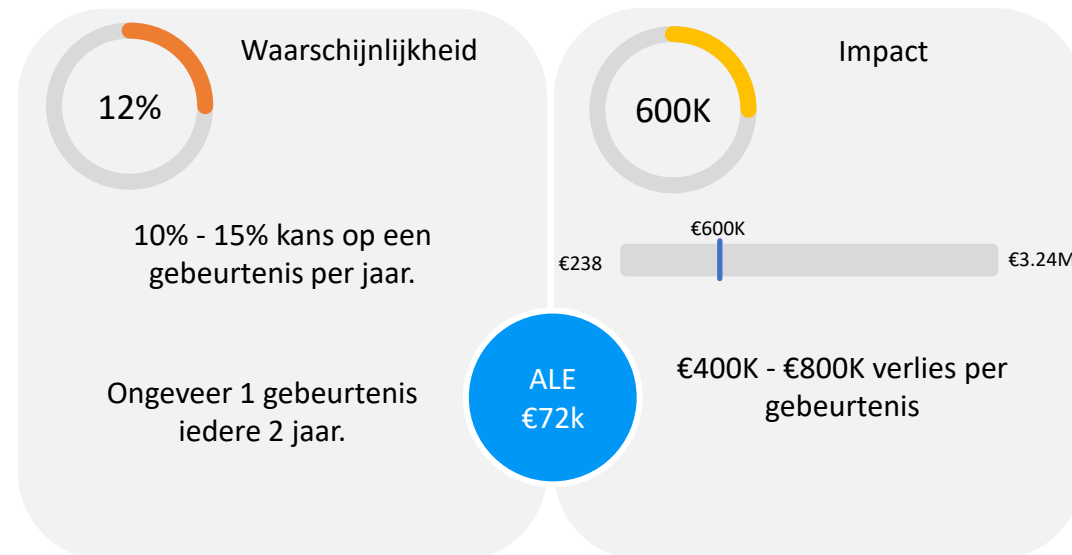 Waarschijnlijkheid
12%
10% - 15% kans op een
gebeurtenis per jaar.
Ongeveer 1 gebeurtenis
iedere 2 jaar.
Impact
600K
€600K
€238
€3.24M
€400K - €800K verlies per
gebeurtenis
ALE
€72k